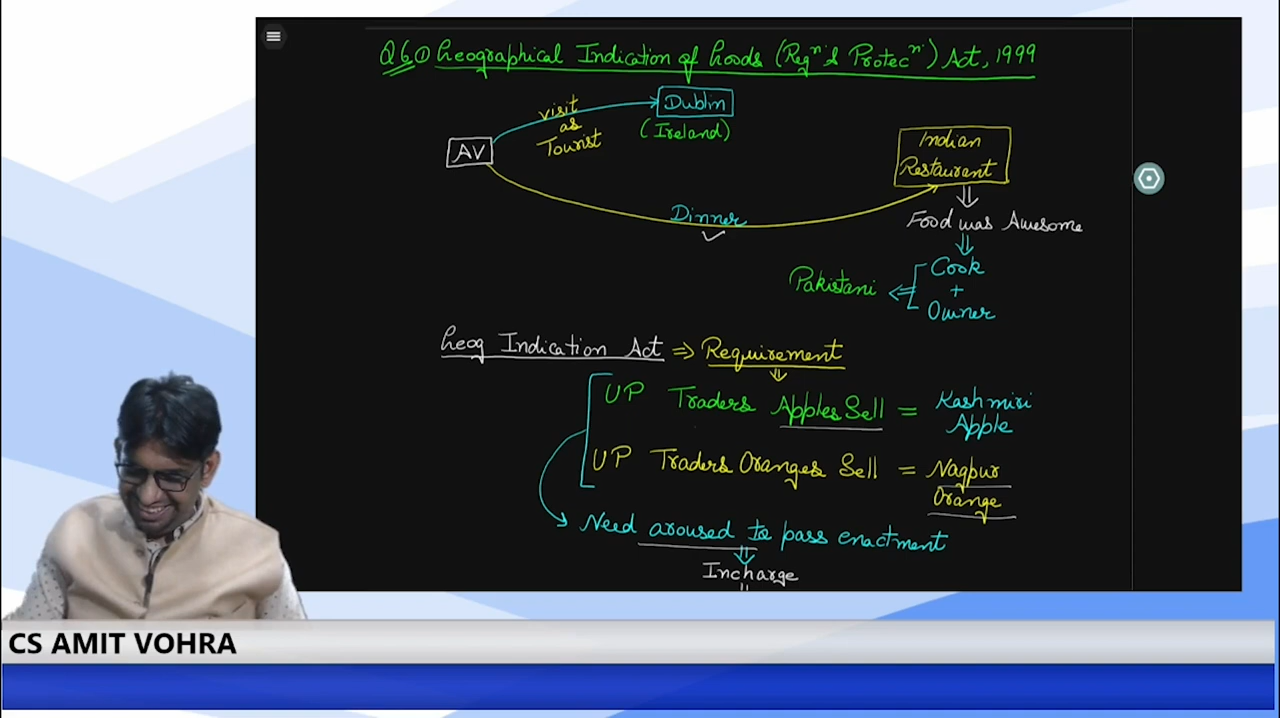 Q6① Geographical Indication of Goods (Regⁿ & Protecⁿ) Act, 1999
visit as Tourist
Dublin
(Ireland)
AV
Indian Restaurant
Dinner
Food was Awesome
Cook + Owner
Pakistani
Geog Indication Act ⇒ Requirement
UP Traders Apples Sell = Kashmiri Apple
UP Traders Oranges Sell = Nagpur Orange
Need aroused to pass enactment
Incharge
CS AMIT VOHRA